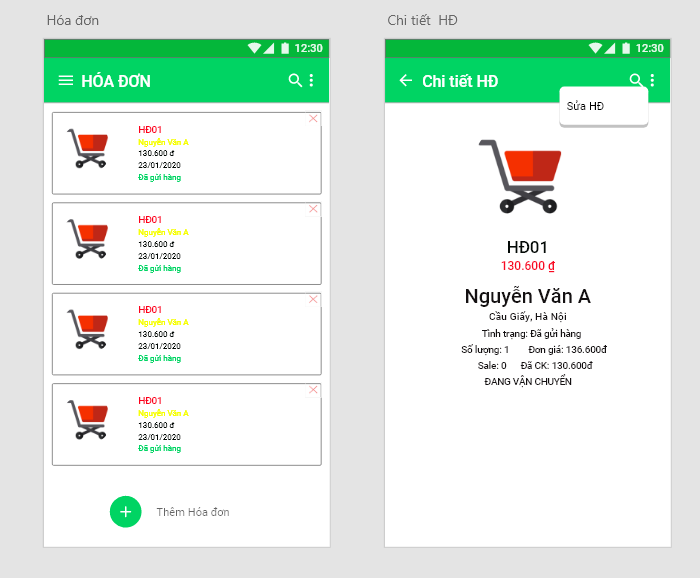 Hóa đơn
12:30
HÓA ĐƠN
HĐ01
Nguyễn Văn A
130.600 đ
23/01/2020
Đã gửi hàng
HĐ01
Nguyễn Văn A
130.600 đ
23/01/2020
Đã gửi hàng
HĐ01
Nguyễn Văn A
130.600 đ
23/01/2020
Đã gửi hàng
HĐ01
Nguyễn Văn A
130.600 đ
23/01/2020
Đã gửi hàng
Thêm Hóa đơn
Chi tiết HĐ
12:30
Chi tiết HĐ
Sửa HĐ
HĐ01
130.600 ₫
Nguyễn Văn A
Cầu Giấy, Hà Nội
Tình trạng: Đã gửi hàng
Số lượng: 1 Đơn giá: 136.600đ
Sale: 0 Đã CK: 130.600đ
ĐANG VẬN CHUYỂN